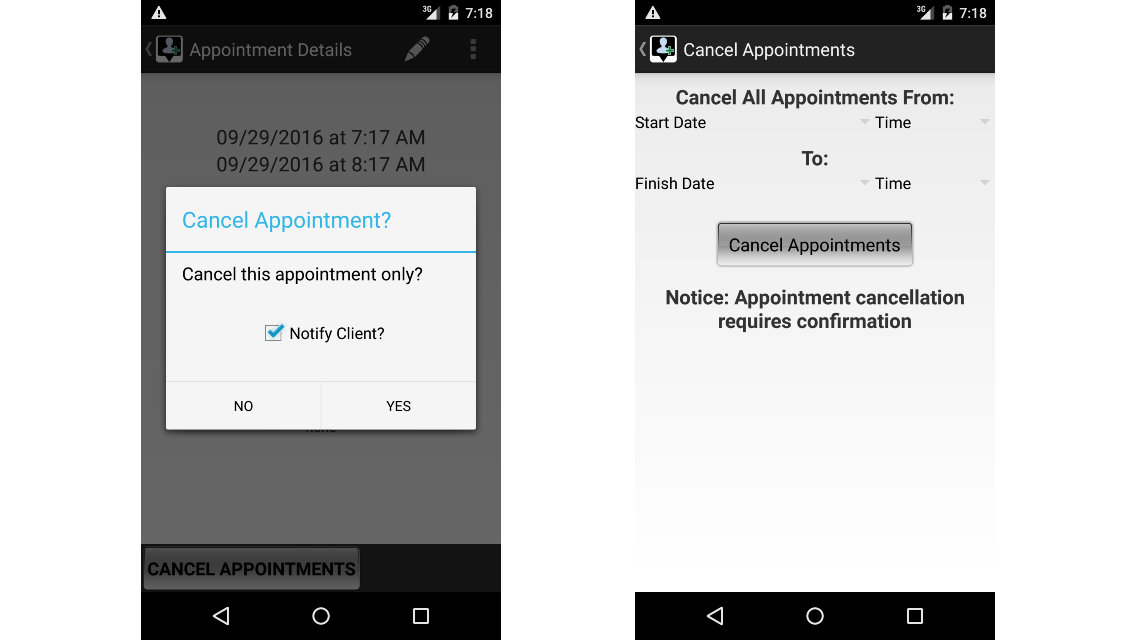 3G 7:18
Appointment Details
09/29/2016 at 7:17 AM
09/29/2016 at 8:17 AM
Cancel Appointment?
Cancel this appointment only?
Notify Client?
NO YES
CANCEL APPOINTMENTS
3G 7:18
Cancel Appointments
Cancel All Appointments From:
Start Date Time
To:
Finish Date Time
Cancel Appointments
Notice: Appointment cancellation
requires confirmation